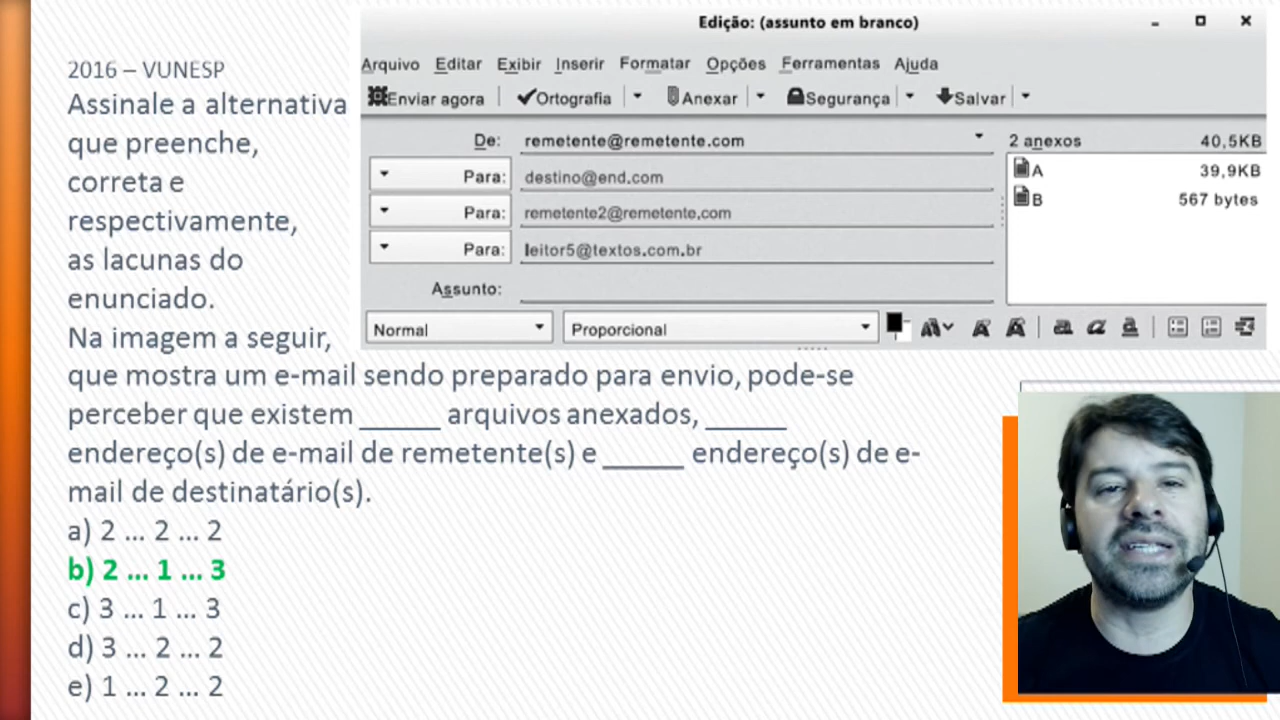 2016 – VUNESP
Assinale a alternativa
que preenche,
correta e
respectivamente,
as lacunas do
enunciado.
Na imagem a seguir,
que mostra um e-mail sendo preparado para envio, pode-se
perceber que existem _____ arquivos anexados, _____
endereço(s) de e-mail de remetente(s) e _____ endereço(s) de e-
mail de destinatário(s).
a) 2 ... 2 ... 2
b) 2 ... 1 ... 3
c) 3 ... 1 ... 3
d) 3 ... 2 ... 2
e) 1 ... 2 ... 2
Edição: (assunto em branco)
Arquivo Editar Exibir Inserir Formatar Opções Ferramentas Ajuda
Enviar agora Ortografia Anexar Segurança Salvar
De: remetente@remetente.com
Para: destino@end.com
Para: remetente2@remetente.com
Para: leitor5@textos.com.br
Assunto:
2 anexos 40,5KB
A 39,9KB
B 567 bytes
Normal Proporcional